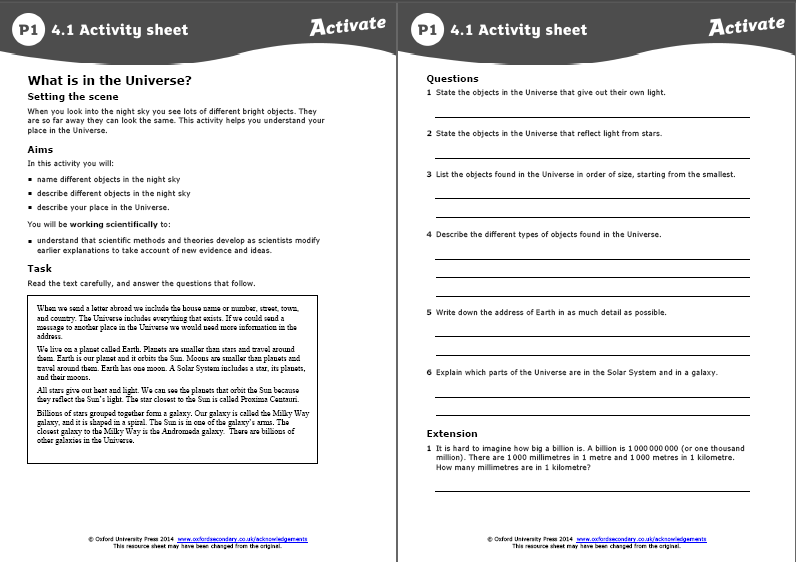 P1
4.1 Activity sheet
Activate
What is in the Universe?
Setting the scene
When you look into the night sky you see lots of different bright objects. They
are so far away they can look the same. This activity helps you understand your
place in the Universe.
Aims
In this activity you will:
▪ name different objects in the night sky
▪ describe different objects in the night sky
▪ describe your place in the Universe.
You will be working scientifically to:
▪ understand that scientific methods and theories develop as scientists modify
earlier explanations to take account of new evidence and ideas.
Task
Read the text carefully, and answer the questions that follow.
When we send a letter abroad we include the house name or number, street, town,
and country. The Universe includes everything that exists. If we could send a
message to another place in the Universe we would need more information in the
address.
We live on a planet called Earth. Planets are smaller than stars and travel around
them. Earth is our planet and it orbits the Sun. Moons are smaller than planets and
travel around them. Earth has one moon. A Solar System includes a star, its planets,
and their moons.
All stars give out heat and light. We can see the planets that orbit the Sun because
they reflect the Sun's light. The star closest to the Sun is called Proxima Centauri.
Billions of stars grouped together form a galaxy. Our galaxy is called the Milky Way
galaxy, and it is shaped in a spiral. The Sun is in one of the galaxy's arms. The
closest galaxy to the Milky Way is the Andromeda galaxy. There are billions of
other galaxies in the Universe.
© Oxford University Press 2014 www.oxfordsecondary.co.uk/acknowledgements
This resource sheet may have been changed from the original.
P1
4.1 Activity sheet
Activate
Questions
1 State the objects in the Universe that give out their own light.
2 State the objects in the Universe that reflect light from stars.
3 List the objects found in the Universe in order of size, starting from the smallest.
4 Describe the different types of objects found in the Universe.
5 Write down the address of Earth in as much detail as possible.
6 Explain which parts of the Universe are in the Solar System and in a galaxy.
Extension
1 It is hard to imagine how big a billion is. A billion is 1 000 000 000 (or one thousand
million). There are 1000 millimetres in 1 metre and 1000 metres in 1 kilometre.
How many millimetres are in 1 kilometre?
© Oxford University Press 2014 www.oxfordsecondary.co.uk/acknowledgements
This resource sheet may have been changed from the original.